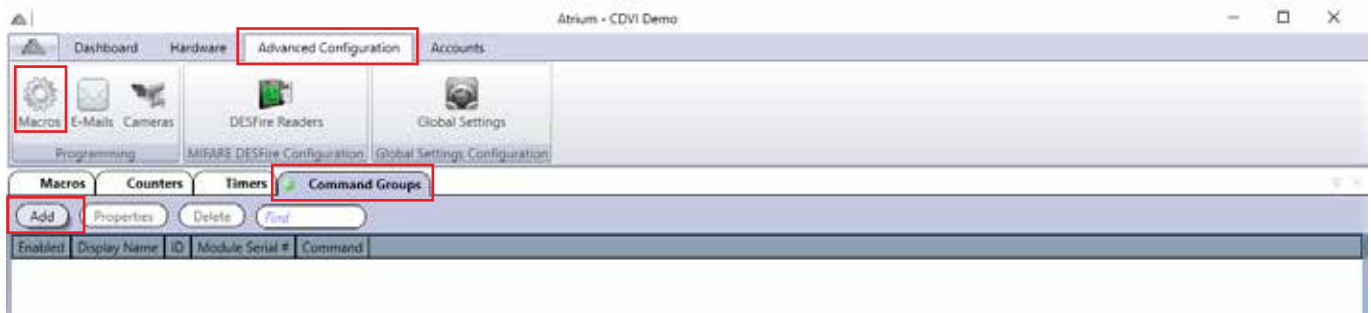 Atrium - CDVI Demo
Dashboard Hardware Advanced Configuration Accounts
Macros E-Mails Cameras DESFire Readers Global Settings
Programming MIFARE DESFire Configuration Global Settings Configuration
Macros Counters Timers Command Groups
Add Properties Delete Find
Enabled Display Name ID Module Serial # Command